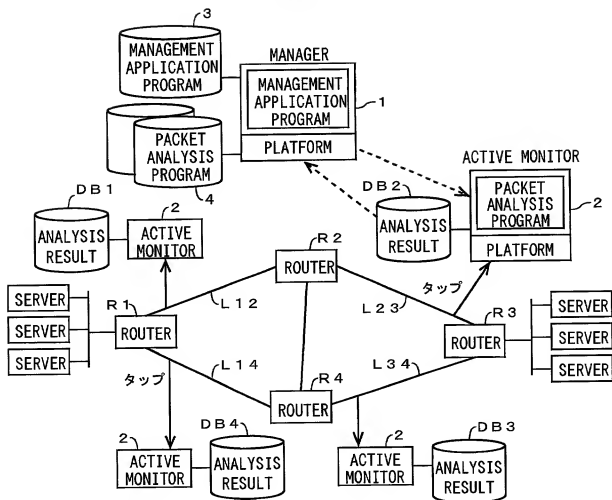 3
MANAGEMENT
APPLICATION
PROGRAM
MANAGER
MANAGEMENT
APPLICATION
PROGRAM
1
PLATFORM
PACKET
ANALYSIS
PROGRAM
4
ACTIVE MONITOR
PACKET
ANALYSIS
PROGRAM
2
PLATFORM
DB2
ANALYSIS
RESULT
DB1
ANALYSIS
RESULT
2
ACTIVE
MONITOR
R2
ROUTER
SERVER
SERVER
SERVER
R1
ROUTER
L12
L23
タップ
R3
ROUTER
SERVER
SERVER
SERVER
タップ
L14
L34
R4
ROUTER
2
ACTIVE
MONITOR
DB4
ANALYSIS
RESULT
2
ACTIVE
MONITOR
DB3
ANALYSIS
RESULT